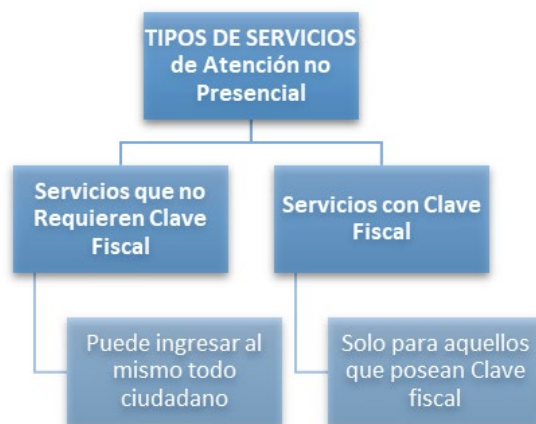 TIPOS DE SERVICIOS
de Atención no
Presencial
Servicios que no
Requieren Clave
Fiscal
Servicios con Clave
Fiscal
Puede ingresar al
mismo todo
ciudadano
Solo para aquellos
que posean Clave
fiscal